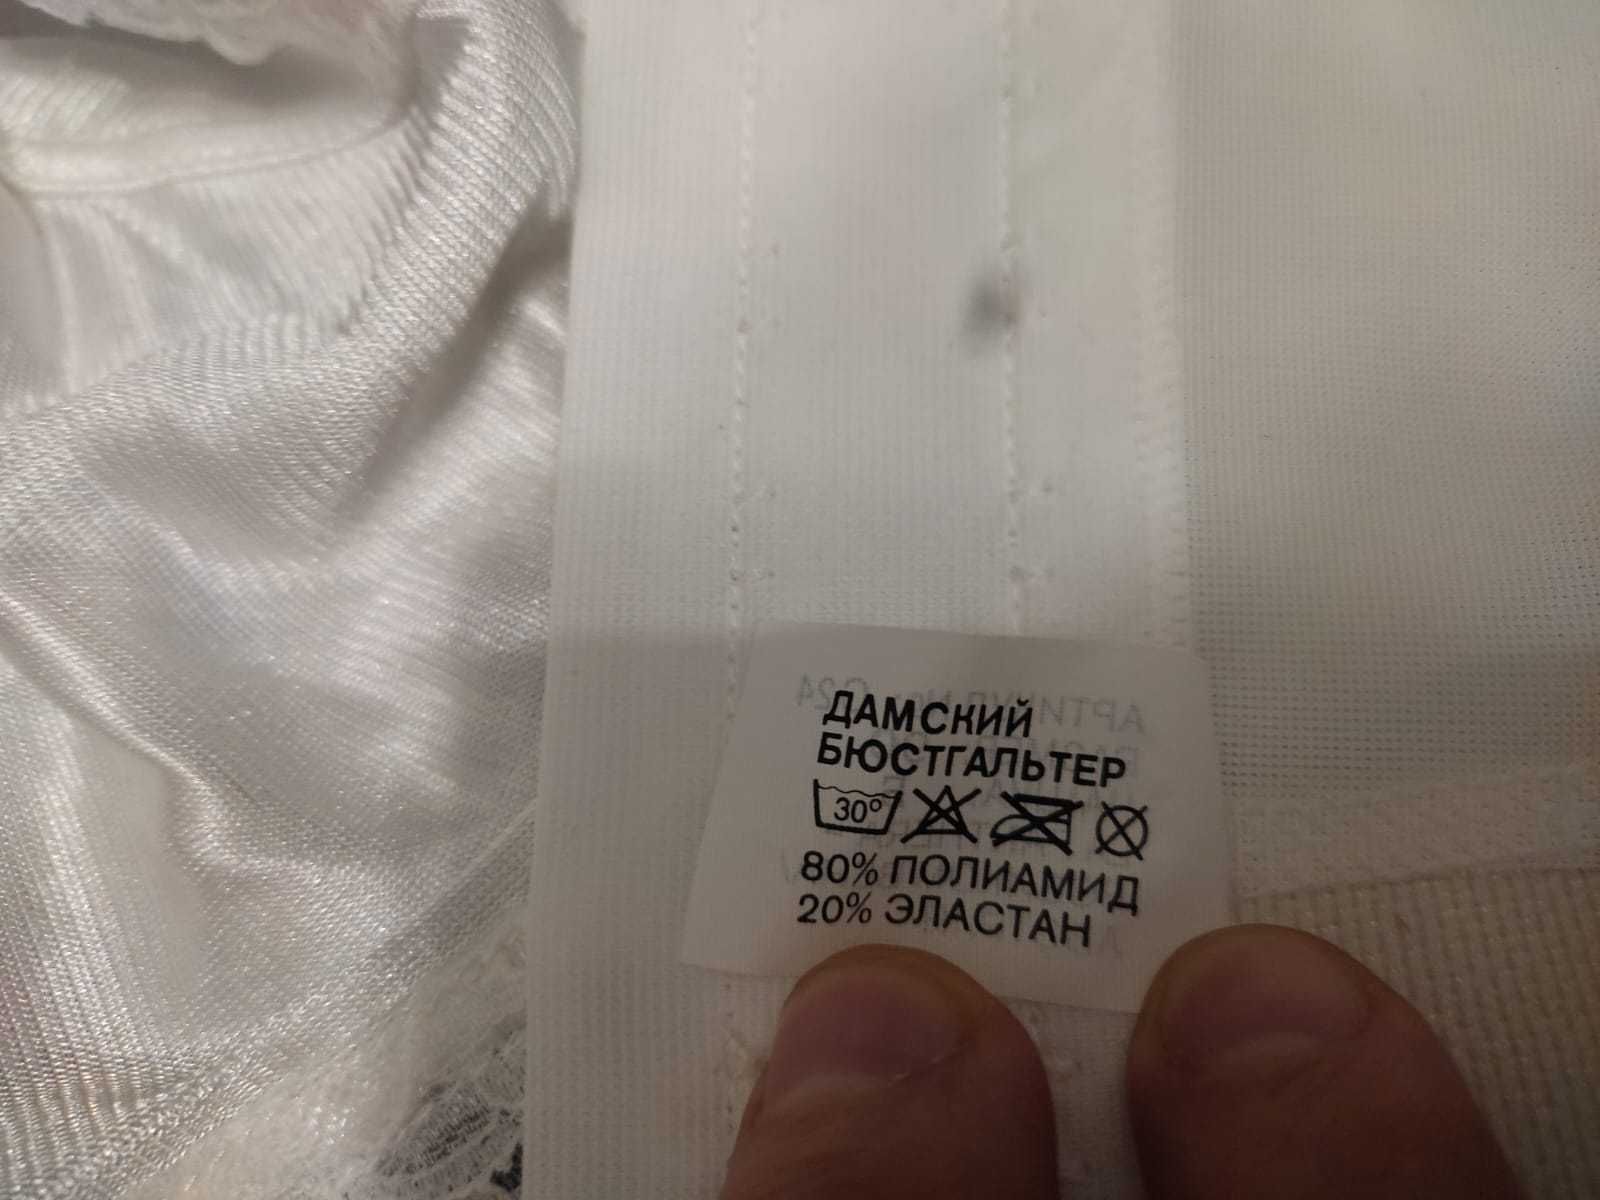 ДАМСКИЙ
БЮСТГАЛЬТЕР
30°
80% ПОЛИАМИД
20% ЭЛАСТАН